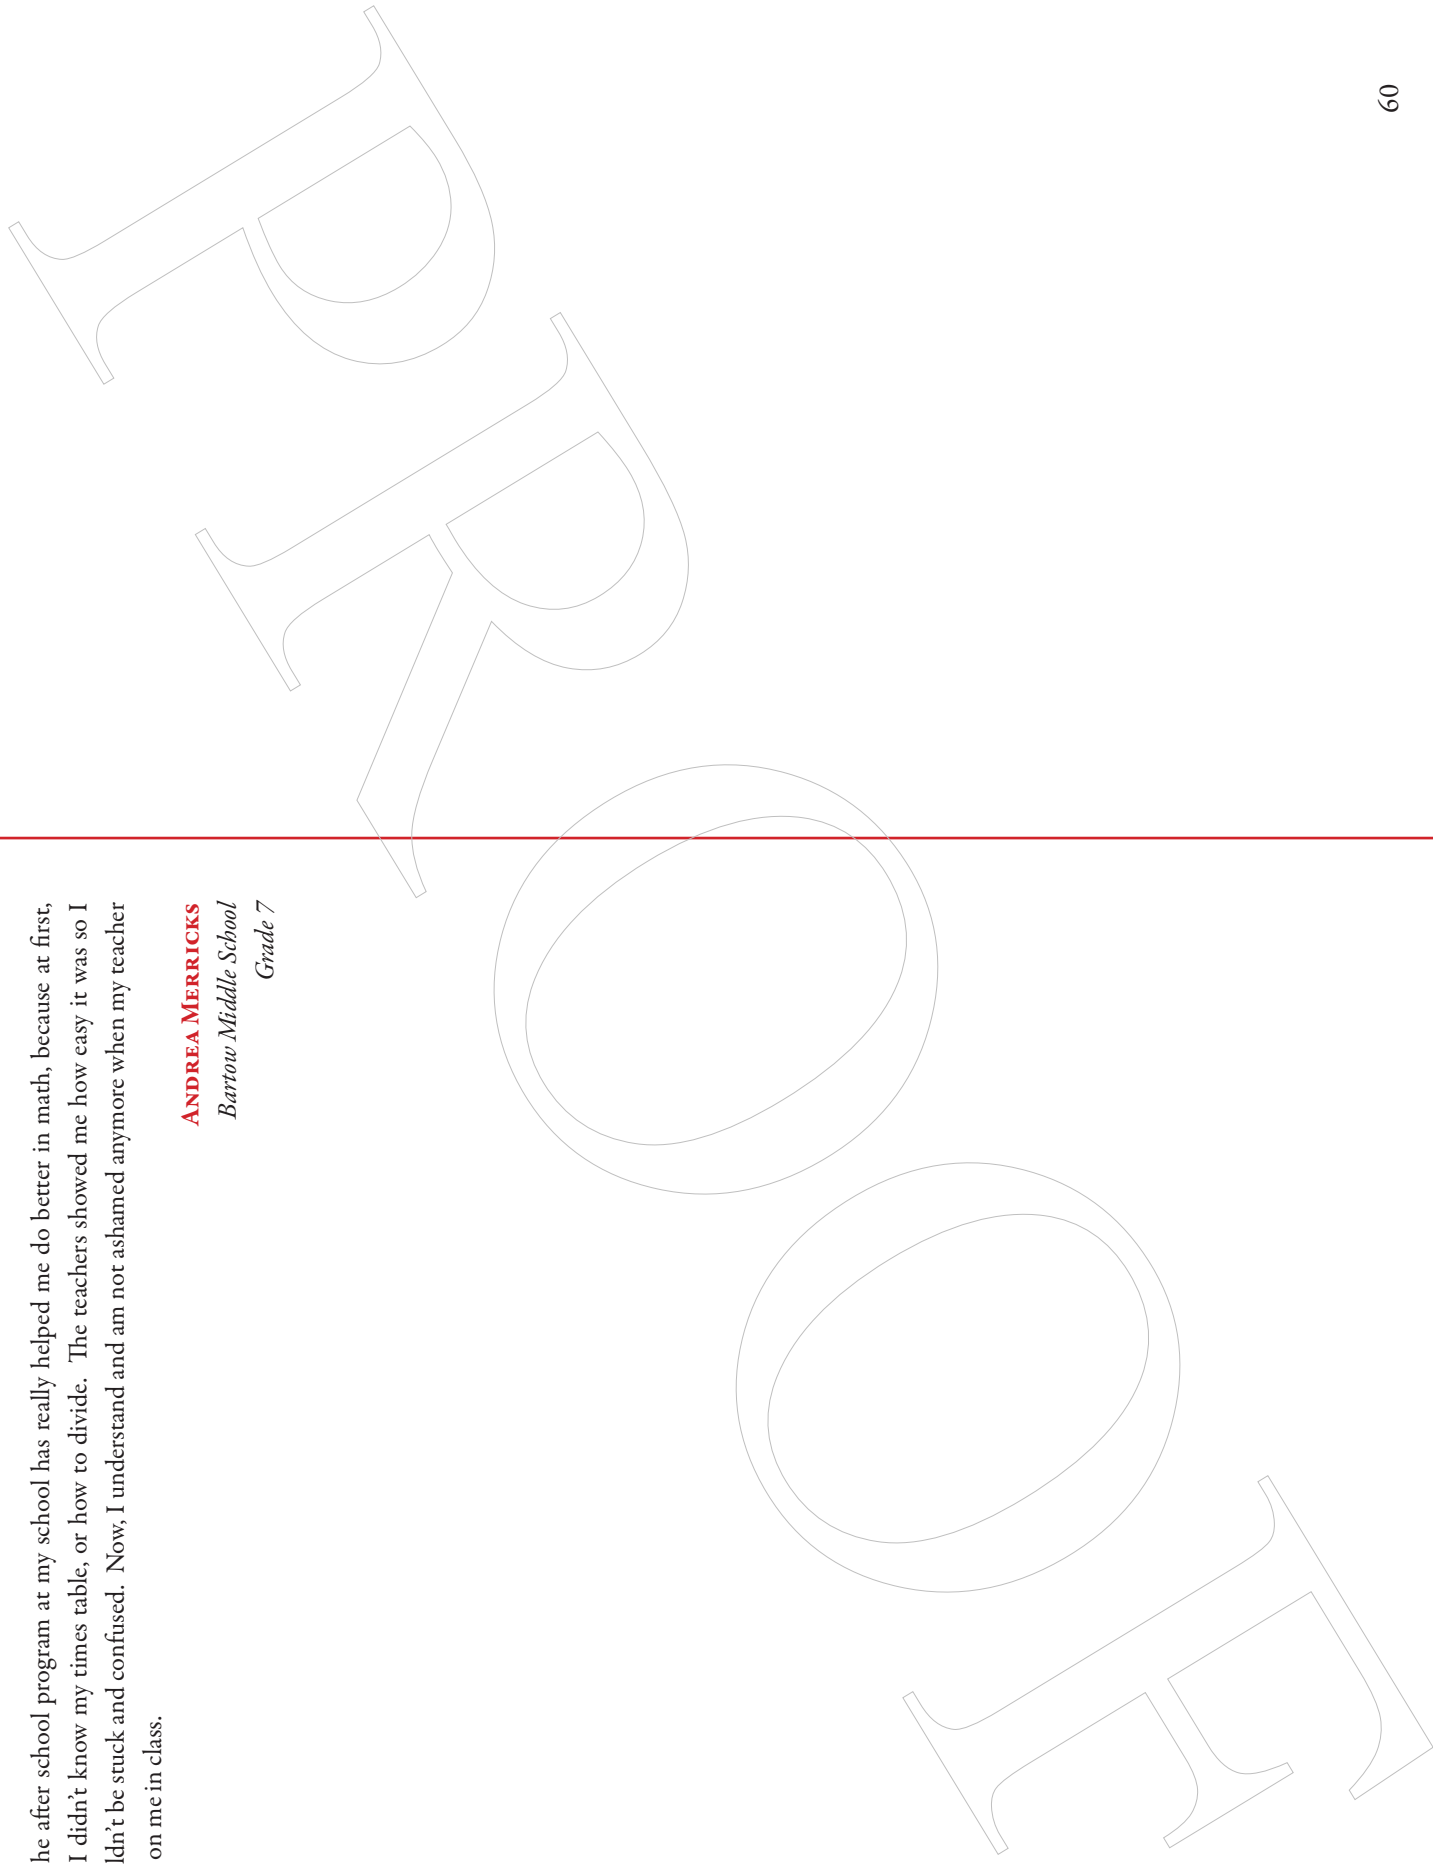 he after school program at my school has really helped me do better in math, because at first,
I didn't know my times table, or how to divide. The teachers showed me how easy it was so I
ldn't be stuck and confused. Now, I understand and am not ashamed anymore when my teacher
on me in class.
ANDREA MERRICKS
Bartow Middle School
Grade 7
60
PROOF